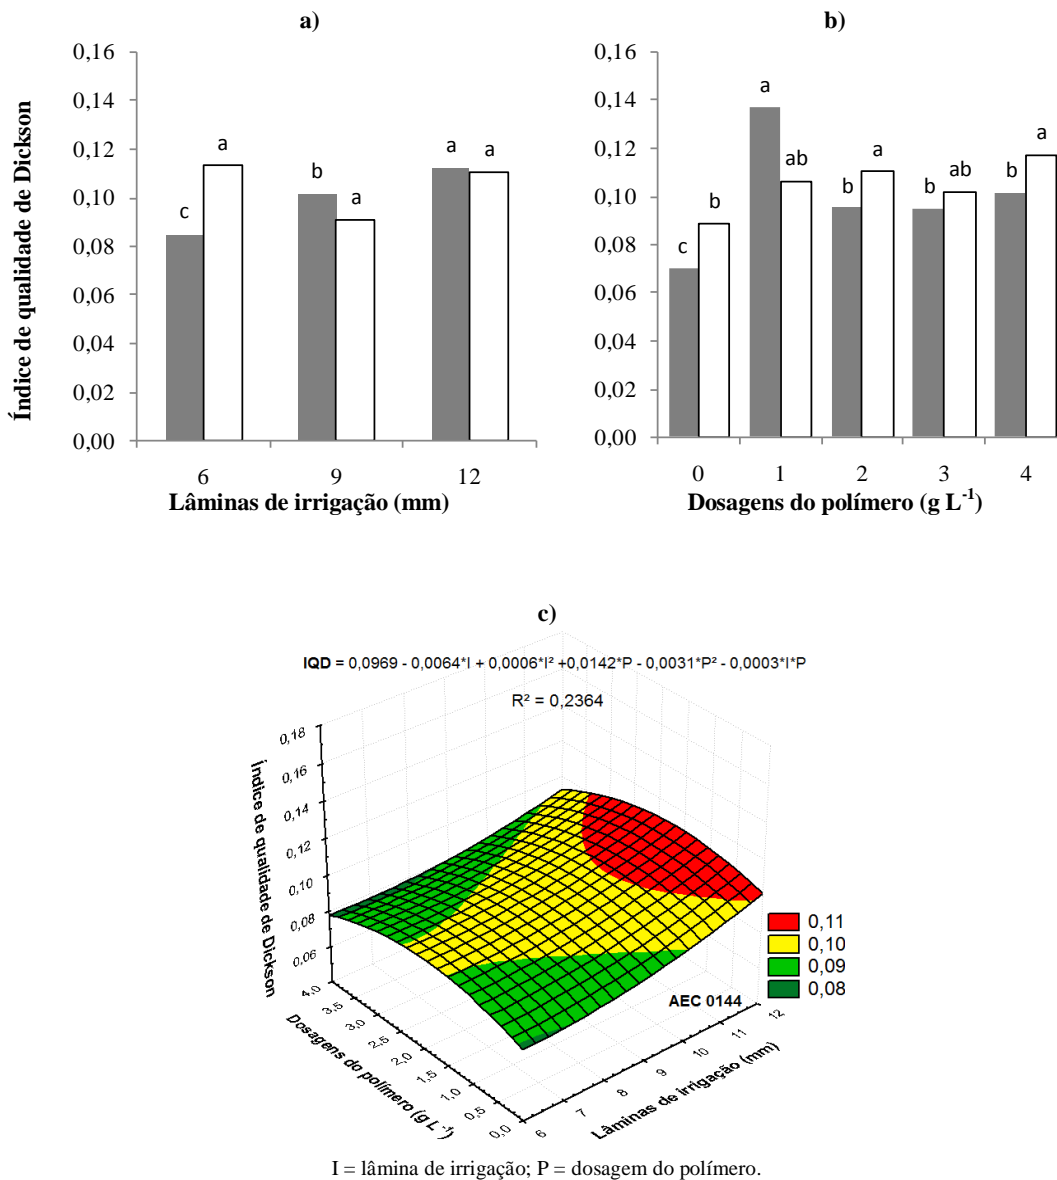 a)
Índice de qualidade de Dickson
0,16
0,14
0,12
0,10
0,08
0,06
0,04
0,02
0,00
c a b a a a
6 9 12
Lâminas de irrigação (mm)
b)
0,16
0,14
0,12
0,10
0,08
0,06
0,04
0,02
0,00
c b a ab b a b ab b a
0 1 2 3 4
Dosagens do polímero (g L⁻¹)
c)
IQD = 0,0969 - 0,0064*I + 0,0006*I² +0,0142*P - 0,0031*P² - 0,0003*I*P
R² = 0,2364
Índice de qualidade de Dickson
0,18
0,16
0,14
0,12
0,10
0,08
0,06
4,0 3,5 3,0 2,5 2,0 1,5 1,0 0,5 0,0
Dosagens do polímero (g L⁻¹)
6 7 8 9 10 11 12
Lâminas de irrigação (mm)
AEC 0144
0,11
0,10
0,09
0,08
I = lâmina de irrigação; P = dosagem do polímero.